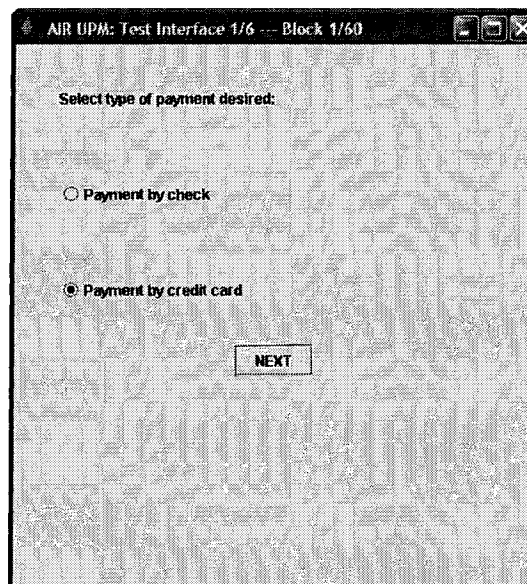 AIR UPM: Test Interface 1/6 --- Block 1/60
Select type of payment desired:
Payment by check
Payment by credit card
NEXT